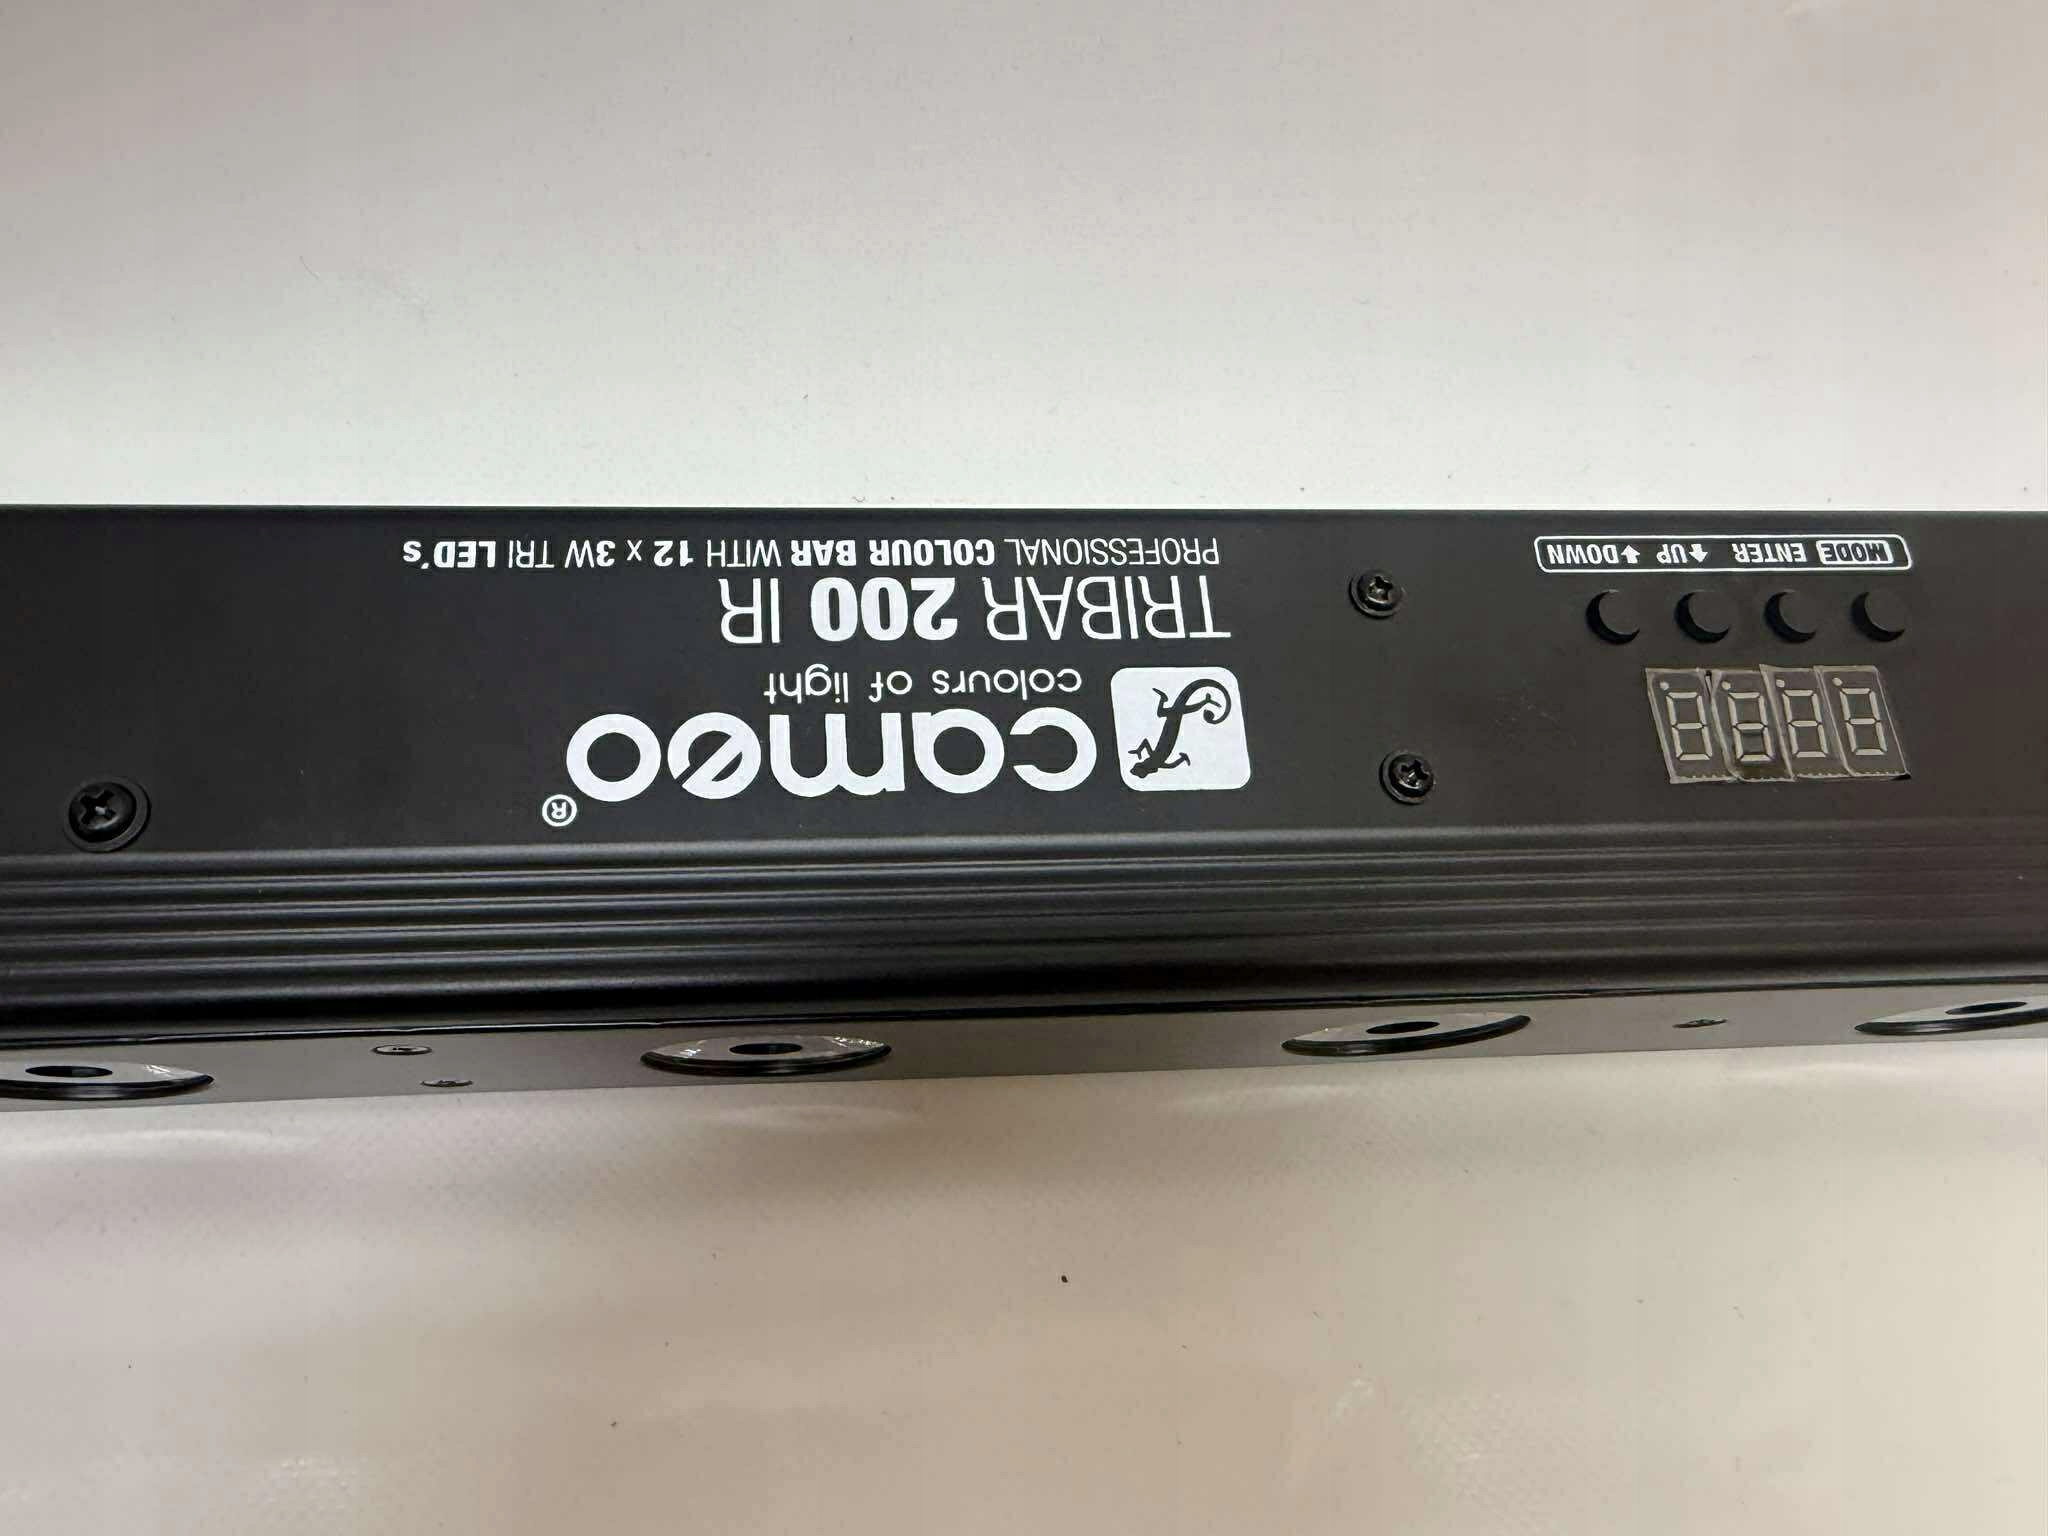 cameo®
colours of light
TRIBAR 200 IR
PROFESSIONAL COLOUR BAR WITH 12 x 3W TRI LED's
MODE ENTER ⬆UP ⬇DOWN